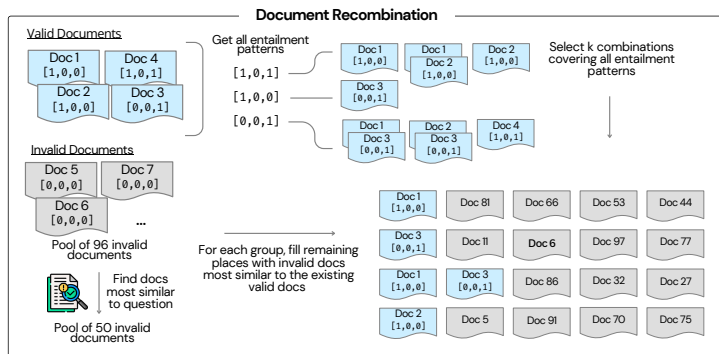 Document Recombination
Valid Documents
Doc 1
[1,0,0]
Doc 4
[1,0,1]
Doc 2
[1,0,0]
Doc 3
[0,0,1]
Invalid Documents
Doc 5
[0,0,0]
Doc 7
[0,0,0]
Doc 6
[0,0,0]
...
Pool of 96 invalid
documents
Find docs
most similar
to question
Pool of 50 invalid
documents
Get all entailment
patterns
[1,0,1]
[1,0,0]
[0,0,1]
Doc 1
[1,0,0]
Doc 1
Doc 2
[1,0,0]
Doc 2
[1,0,0]
Doc 3
[0,0,1]
Doc 1
Doc 3
[0,0,1]
Doc 2
Doc 3
[0,0,1]
Doc 4
[1,0,1]
Select k combinations
covering all entailment
patterns
For each group, fill remaining
places with invalid docs
most similar to the existing
valid docs
Doc 1
[1,0,0]
Doc 81
Doc 66
Doc 53
Doc 44
Doc 3
[0,0,1]
Doc 11
Doc 6
Doc 97
Doc 77
Doc 1
[1,0,0]
Doc 3
[0,0,1]
Doc 86
Doc 32
Doc 27
Doc 2
[1,0,0]
Doc 5
Doc 91
Doc 70
Doc 75